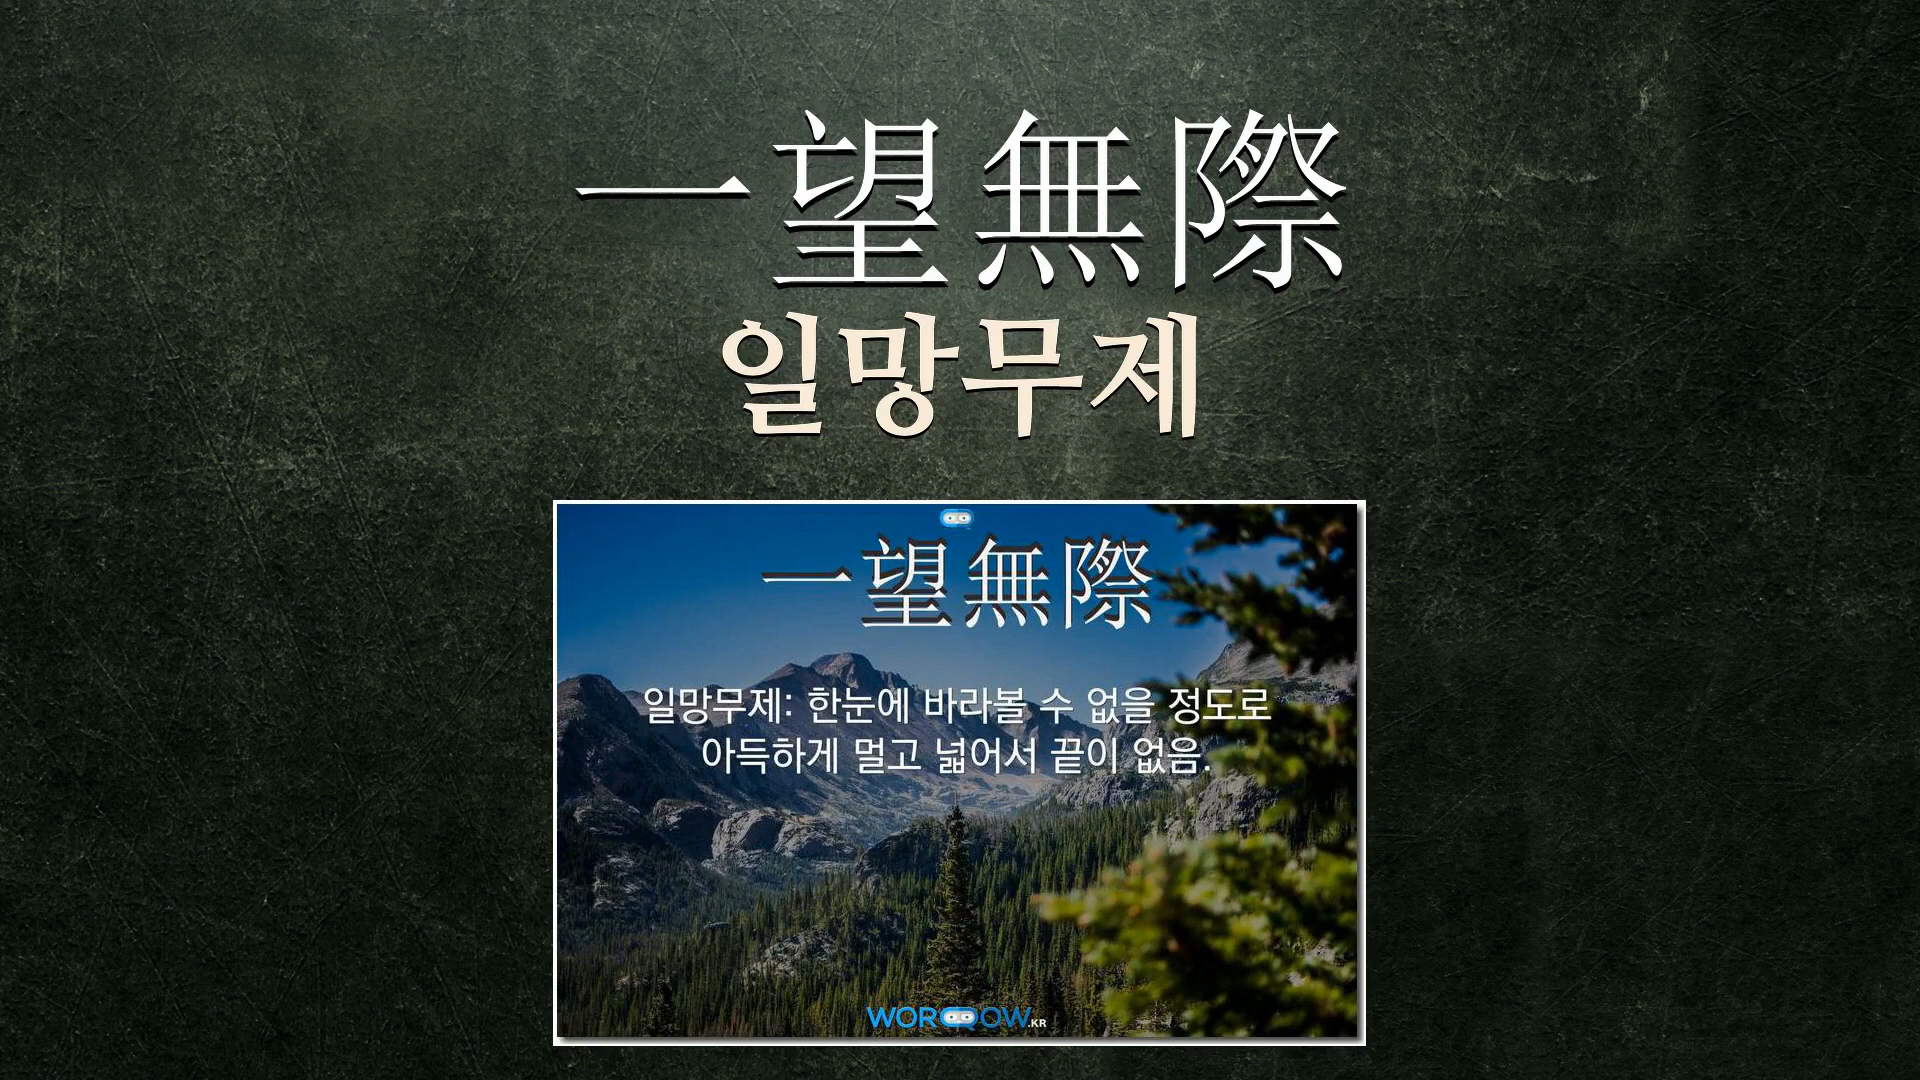 一望無際
일망무제
一望無際
일망무제: 한눈에 바라볼 수 없을 정도로
아득하게 멀고 넓어서 끝이 없음.
WORDROW.KR